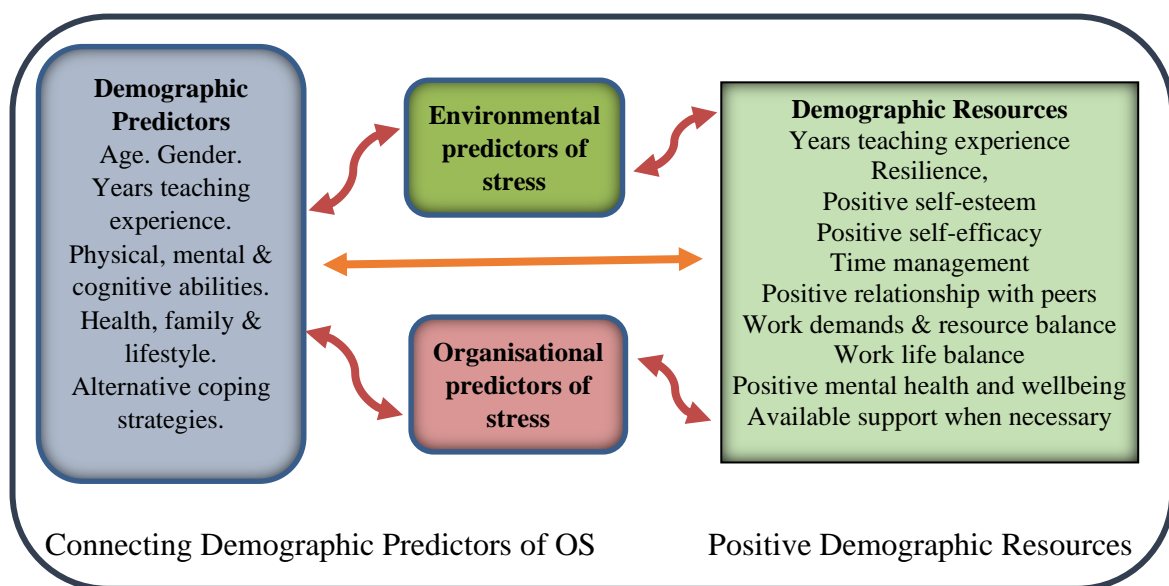 Demographic
Predictors
Age. Gender.
Years teaching
experience.
Physical, mental &
cognitive abilities.
Health, family &
lifestyle.
Alternative coping
strategies.
Environmental
predictors of
stress
Organisational
predictors of
stress
Demographic Resources
Years teaching experience
Resilience,
Positive self-esteem
Positive self-efficacy
Time management
Positive relationship with peers
Work demands & resource balance
Work life balance
Positive mental health and wellbeing
Available support when necessary
Connecting Demographic Predictors of OS
Positive Demographic Resources